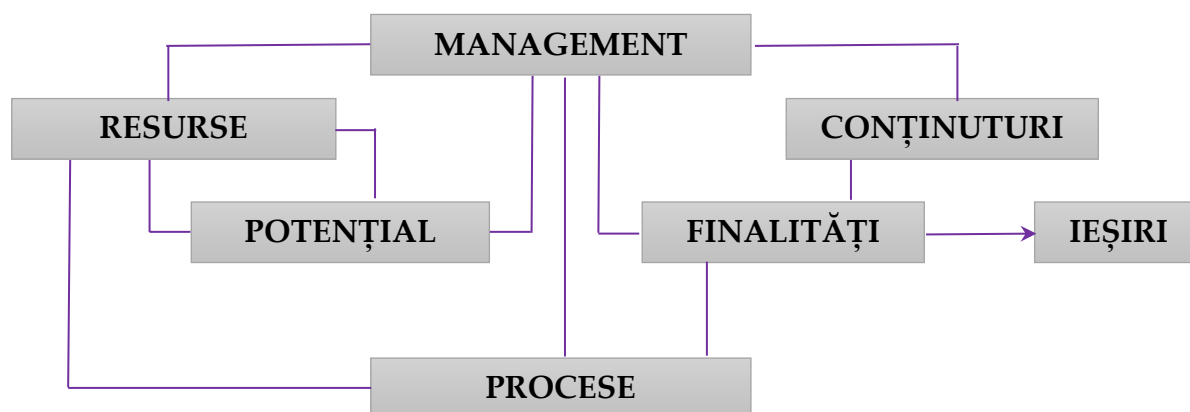 MANAGEMENT
RESURSE
CONȚINUTURI
POTENȚIAL
FINALITĂȚI
IEȘIRI
PROCESE